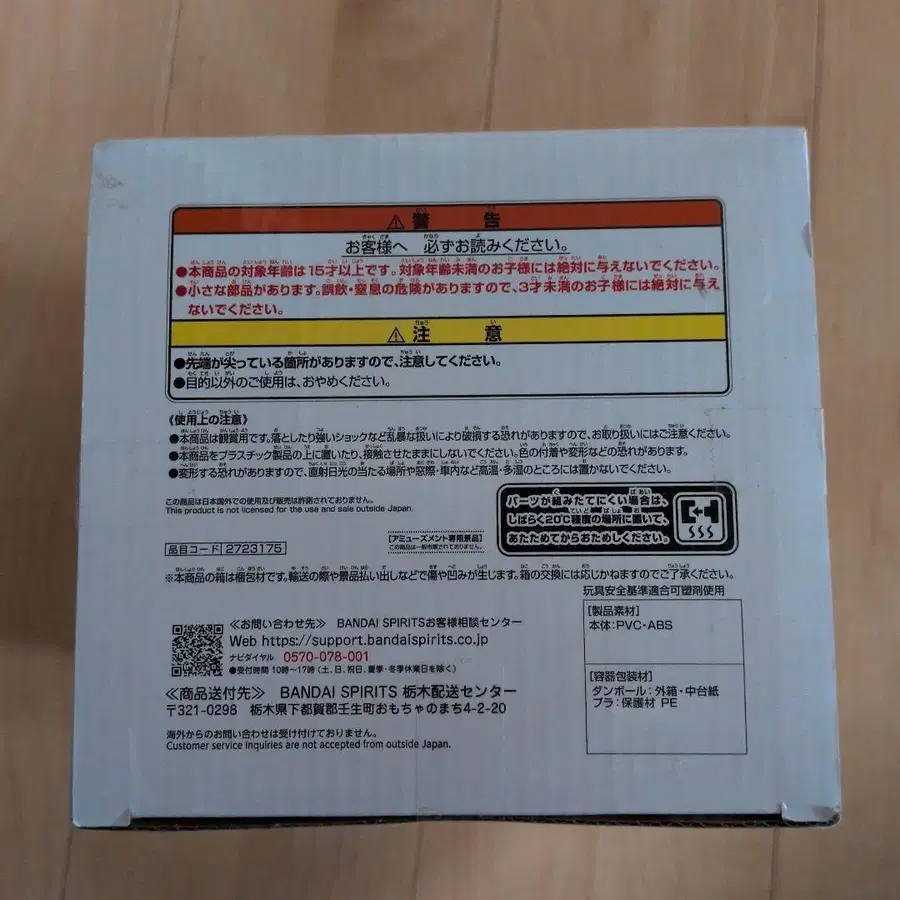 ⚠警告
お客様へ 必ずお読みください。
●本商品の対象年齢は15才以上です。対象年齢未満のお子様には絶対に与えないでください。
●小さな部品があります。誤飲・窒息の危険がありますので、3才未満のお子様には絶対に与え
ないでください。
⚠注意
●先端が尖っている箇所がありますので、注意してください。
●目的以外のご使用は、おやめください。
《使用上の注意》
●本商品は観賞用です。落としたり強いショックなど乱暴な扱いにより破損する恐れがありますので、お取り扱いにはご注意ください。
●本商品をプラスチック製品の上に置いたり、接触させたままにしないでください。色の付着や変形などの恐れがあります。
●変形する恐れがありますので、直射日光の当たる場所や窓際・車内など高温・多湿のところには置かないでください。
この商品は日本国外での使用及び販売は許諾されておりません。
This product is not licensed for the use and sale outside Japan.
パーツが組みたてにくい場合は、
しばらく20℃程度の場所に置いて、
あたためてからおためしください。
品目コード 2723175
【アミューズメント専用景品】
この商品は一般市販されておりません。
※本商品の箱は梱包材です。輸送の際や景品払い出しなどで傷や凹みが生じます。箱の交換には応じかねますのでご了承ください。
玩具安全基準適合可塑剤使用
[製品素材]
本体:PVC・ABS
[容器包装材]
ダンボール:外箱・中台紙
プラ:保護材 PE
≪お問い合わせ先≫ BANDAI SPIRITSお客様相談センター
Web https://support.bandaispirits.co.jp
ナビダイヤル 0570-078-001
●受付時間 10時〜17時(土、日、祝日、夏季・冬季休業日を除く)
≪商品送付先≫ BANDAI SPIRITS 栃木配送センター
〒321-0298 栃木県下都賀郡壬生町おもちゃのまち4-2-20
海外からのお問い合わせは受け付けておりません。
Customer service inquiries are not accepted from outside Japan.